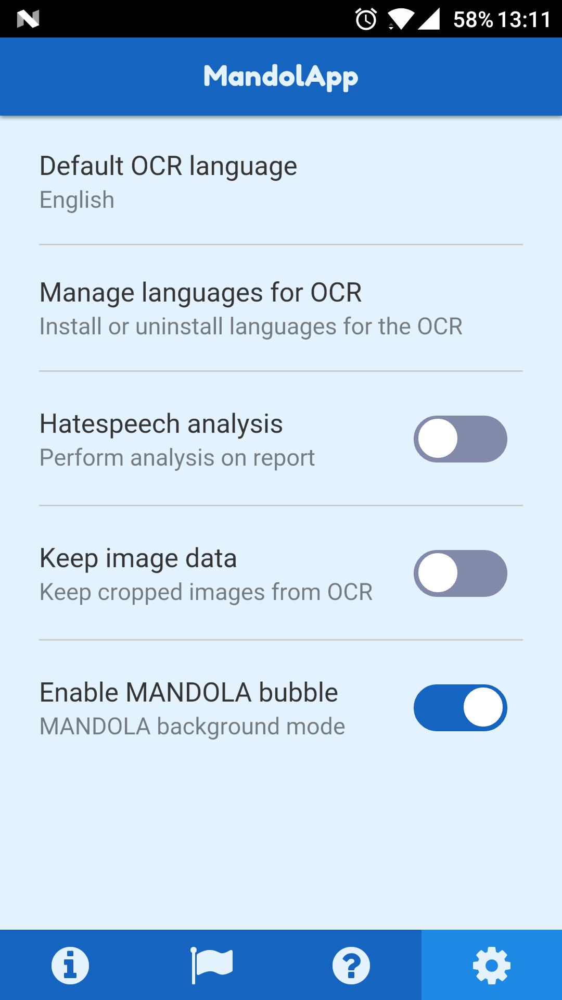 58% 13:11
MandolApp
Default OCR language
English
Manage languages for OCR
Install or uninstall languages for the OCR
Hatespeech analysis
Perform analysis on report
Keep image data
Keep cropped images from OCR
Enable MANDOLA bubble
MANDOLA background mode